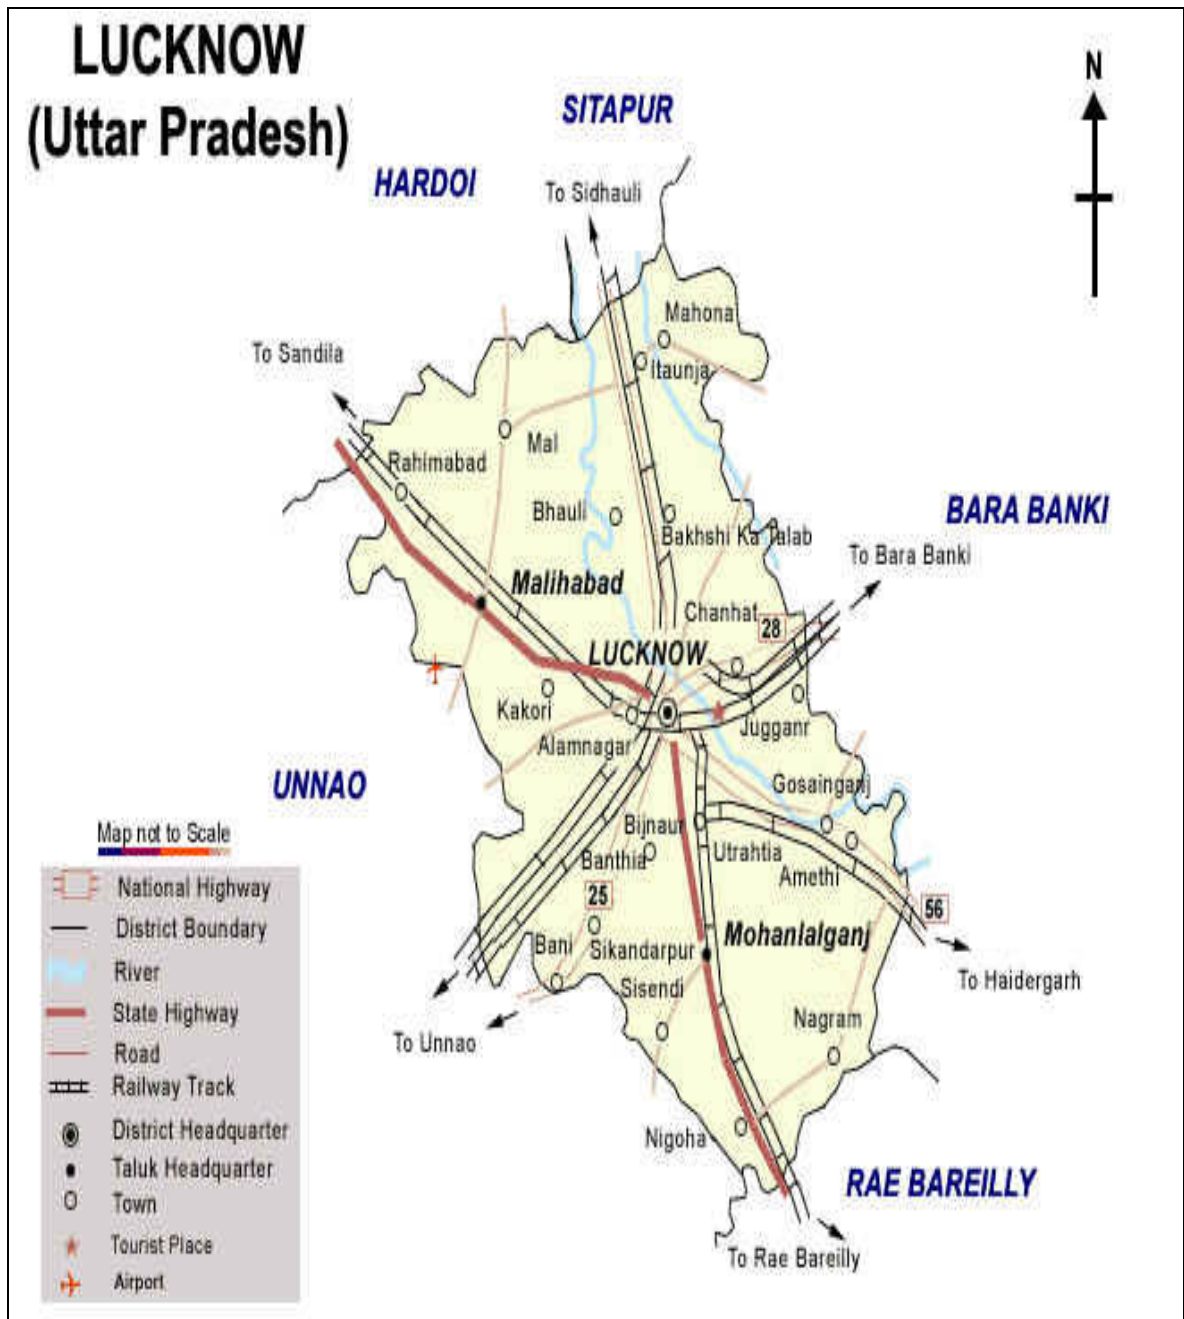 LUCKNOW
(Uttar Pradesh)
N
SITAPUR
HARDOI
To Sidhauli
Mahona
To Sandila
Itaunja
Mal
Rahimabad
BARA BANKI
Bhauli
Bakhshi Ka Talab
To Bara Banki
Malihabad
Chanhat
28
LUCKNOW
Kakori
Jugganr
Alamnagar
UNNAO
Gosainganj
Map not to Scale
Bijnaur
Utrahtia
Banthia
Amethi
National Highway
25
56
District Boundary
Mohanlalganj
Bani
Sikandarpur
River
To Haidergarh
Sisendi
State Highway
Nagram
To Unnao
Road
Railway Track
District Headquarter
Nigoha
Taluk Headquarter
RAE BAREILLY
Town
Tourist Place
To Rae Bareilly
Airport